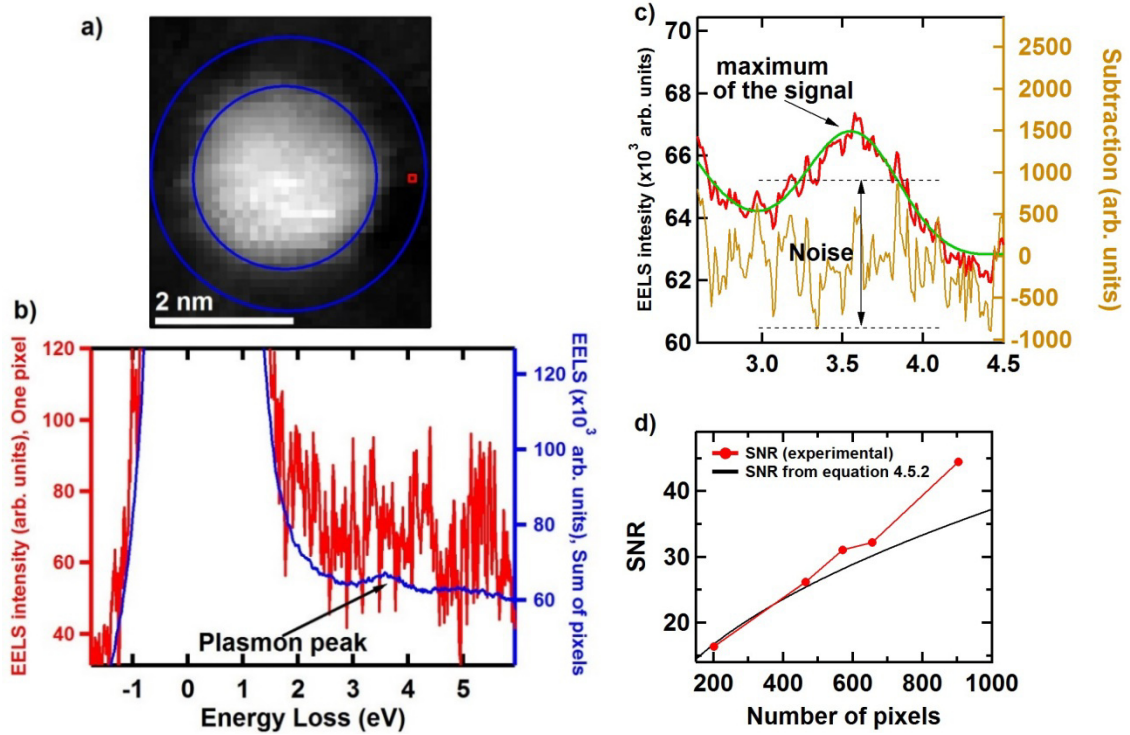 a)
2 nm
b)
120
100
80
60
40
EELS intensity (arb. units), One pixel
120
100
80
60
EELS (x10³ arb. units), Sum of pixels
Plasmon peak
-1 0 1 2 3 4 5
Energy Loss (eV)
c)
70
68
66
64
62
60
EELS intesity (x10³ arb. units)
maximum
of the signal
Noise
2500
2000
1500
1000
500
0
-500
-1000
Subtraction (arb. units)
3.0 3.5 4.0 4.5
d)
SNR (experimental)
SNR from equation 4.5.2
40
30
20
SNR
200 400 600 800 1000
Number of pixels